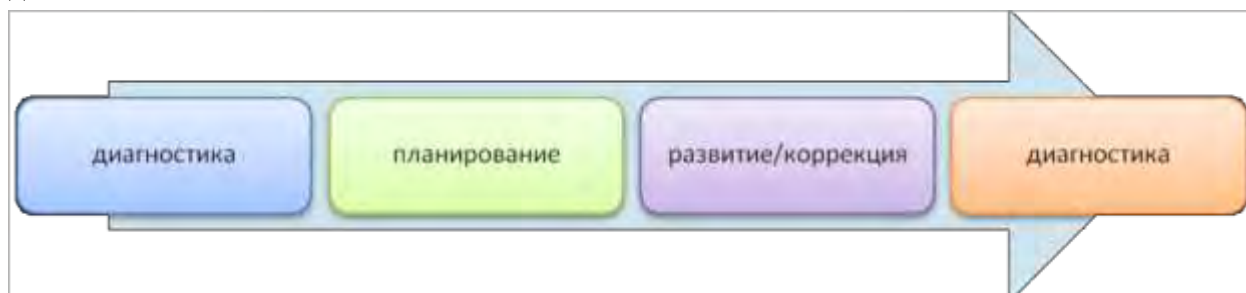 диагностика
планирование
развитие/коррекция
диагностика